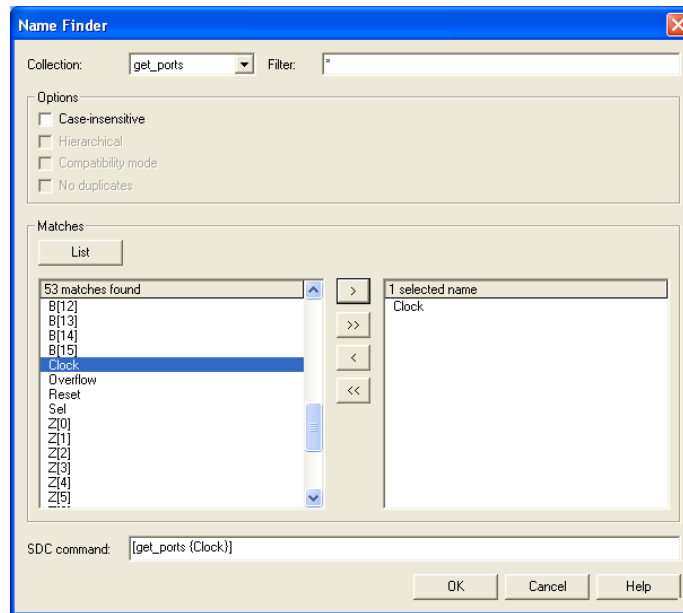 Name Finder
Collection: get_ports Filter: *
Options
Case-insensitive
Hierarchical
Compatibility mode
No duplicates
Matches
List
53 matches found
B[12]
B[13]
B[14]
B[15]
Clock
Overflow
Reset
Sel
Z[0]
Z[1]
Z[2]
Z[3]
Z[4]
Z[5]
>
>>
<
<<
1 selected name
Clock
SDC command: [get_ports {Clock}]
OK Cancel Help